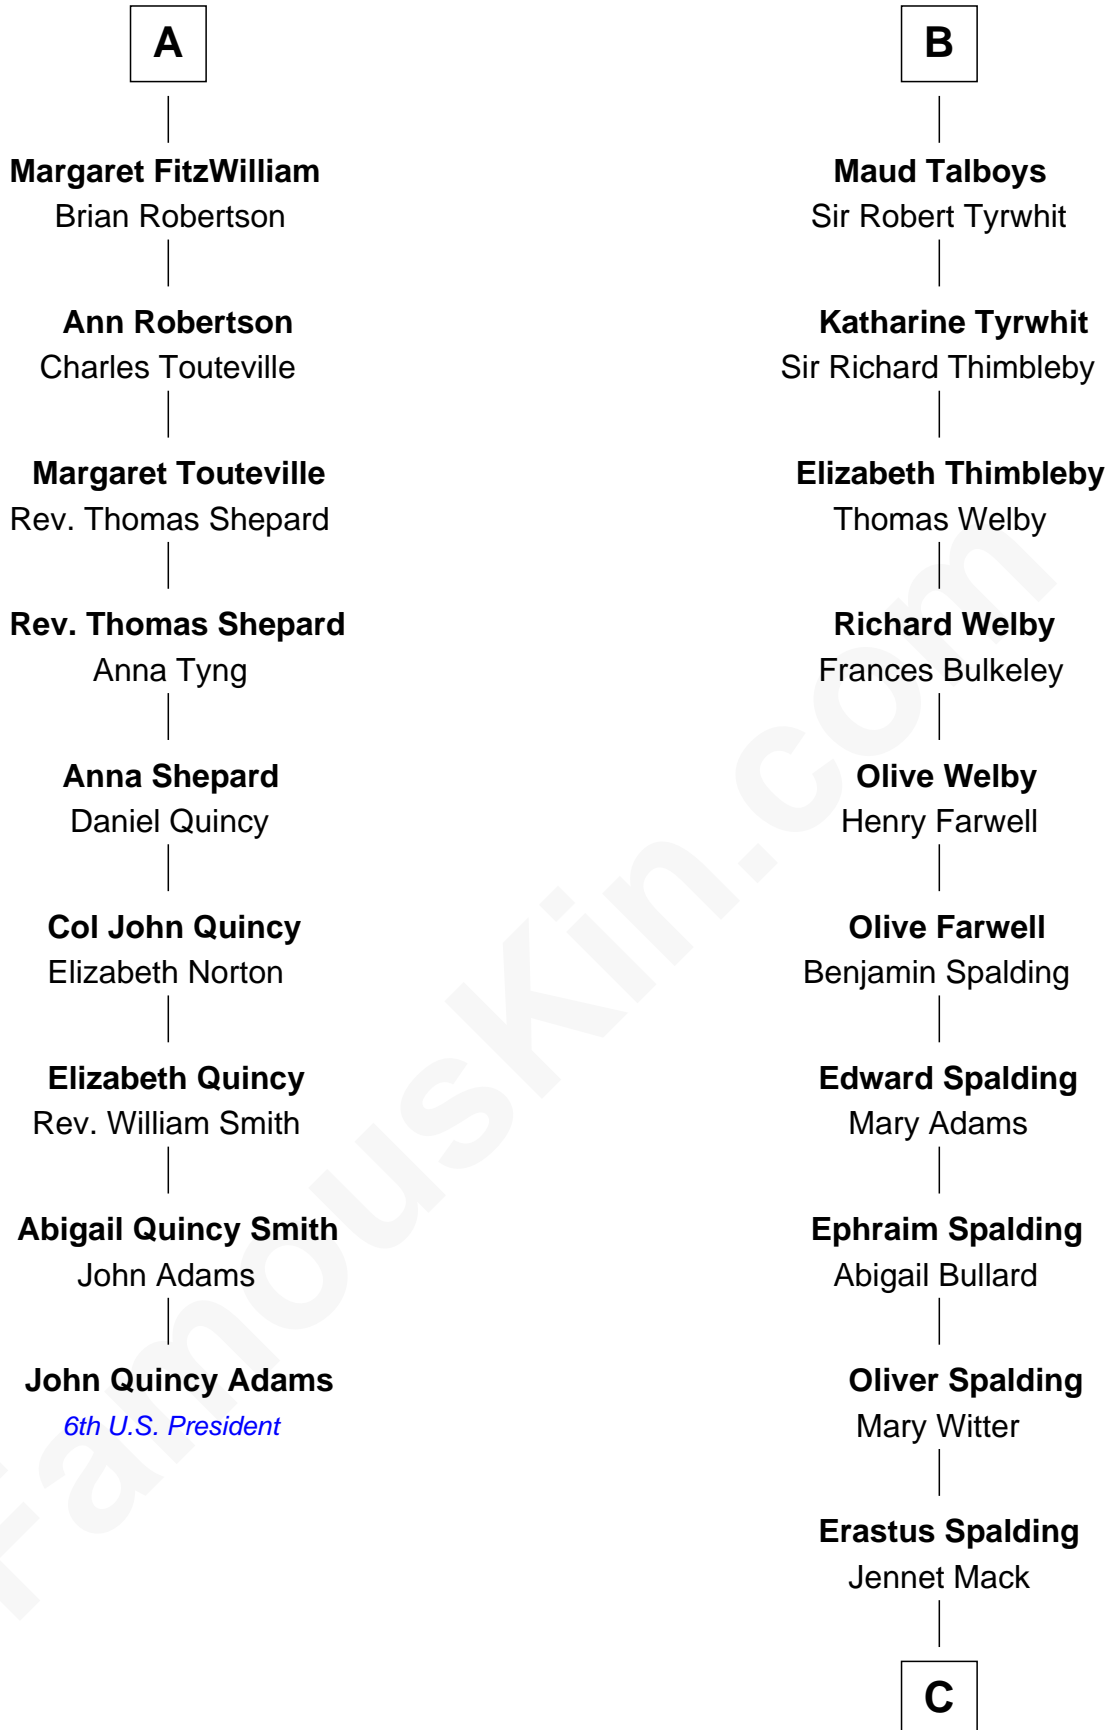 A
Margaret FitzWilliam
Brian Robertson
Ann Robertson
Charles Touteville
Margaret Touteville
Rev. Thomas Shepard
Rev. Thomas Shepard
Anna Tyng
Anna Shepard
Daniel Quincy
Col John Quincy
Elizabeth Norton
Elizabeth Quincy
Rev. William Smith
Abigail Quincy Smith
John Adams
John Quincy Adams
6th U.S. President
B
Maud Talboys
Sir Robert Tyrwhit
Katharine Tyrwhit
Sir Richard Thimbleby
Elizabeth Thimbleby
Thomas Welby
Richard Welby
Frances Bulkeley
Olive Welby
Henry Farwell
Olive Farwell
Benjamin Spalding
Edward Spalding
Mary Adams
Ephraim Spalding
Abigail Bullard
Oliver Spalding
Mary Witter
Erastus Spalding
Jennet Mack
C
FamousKin.com